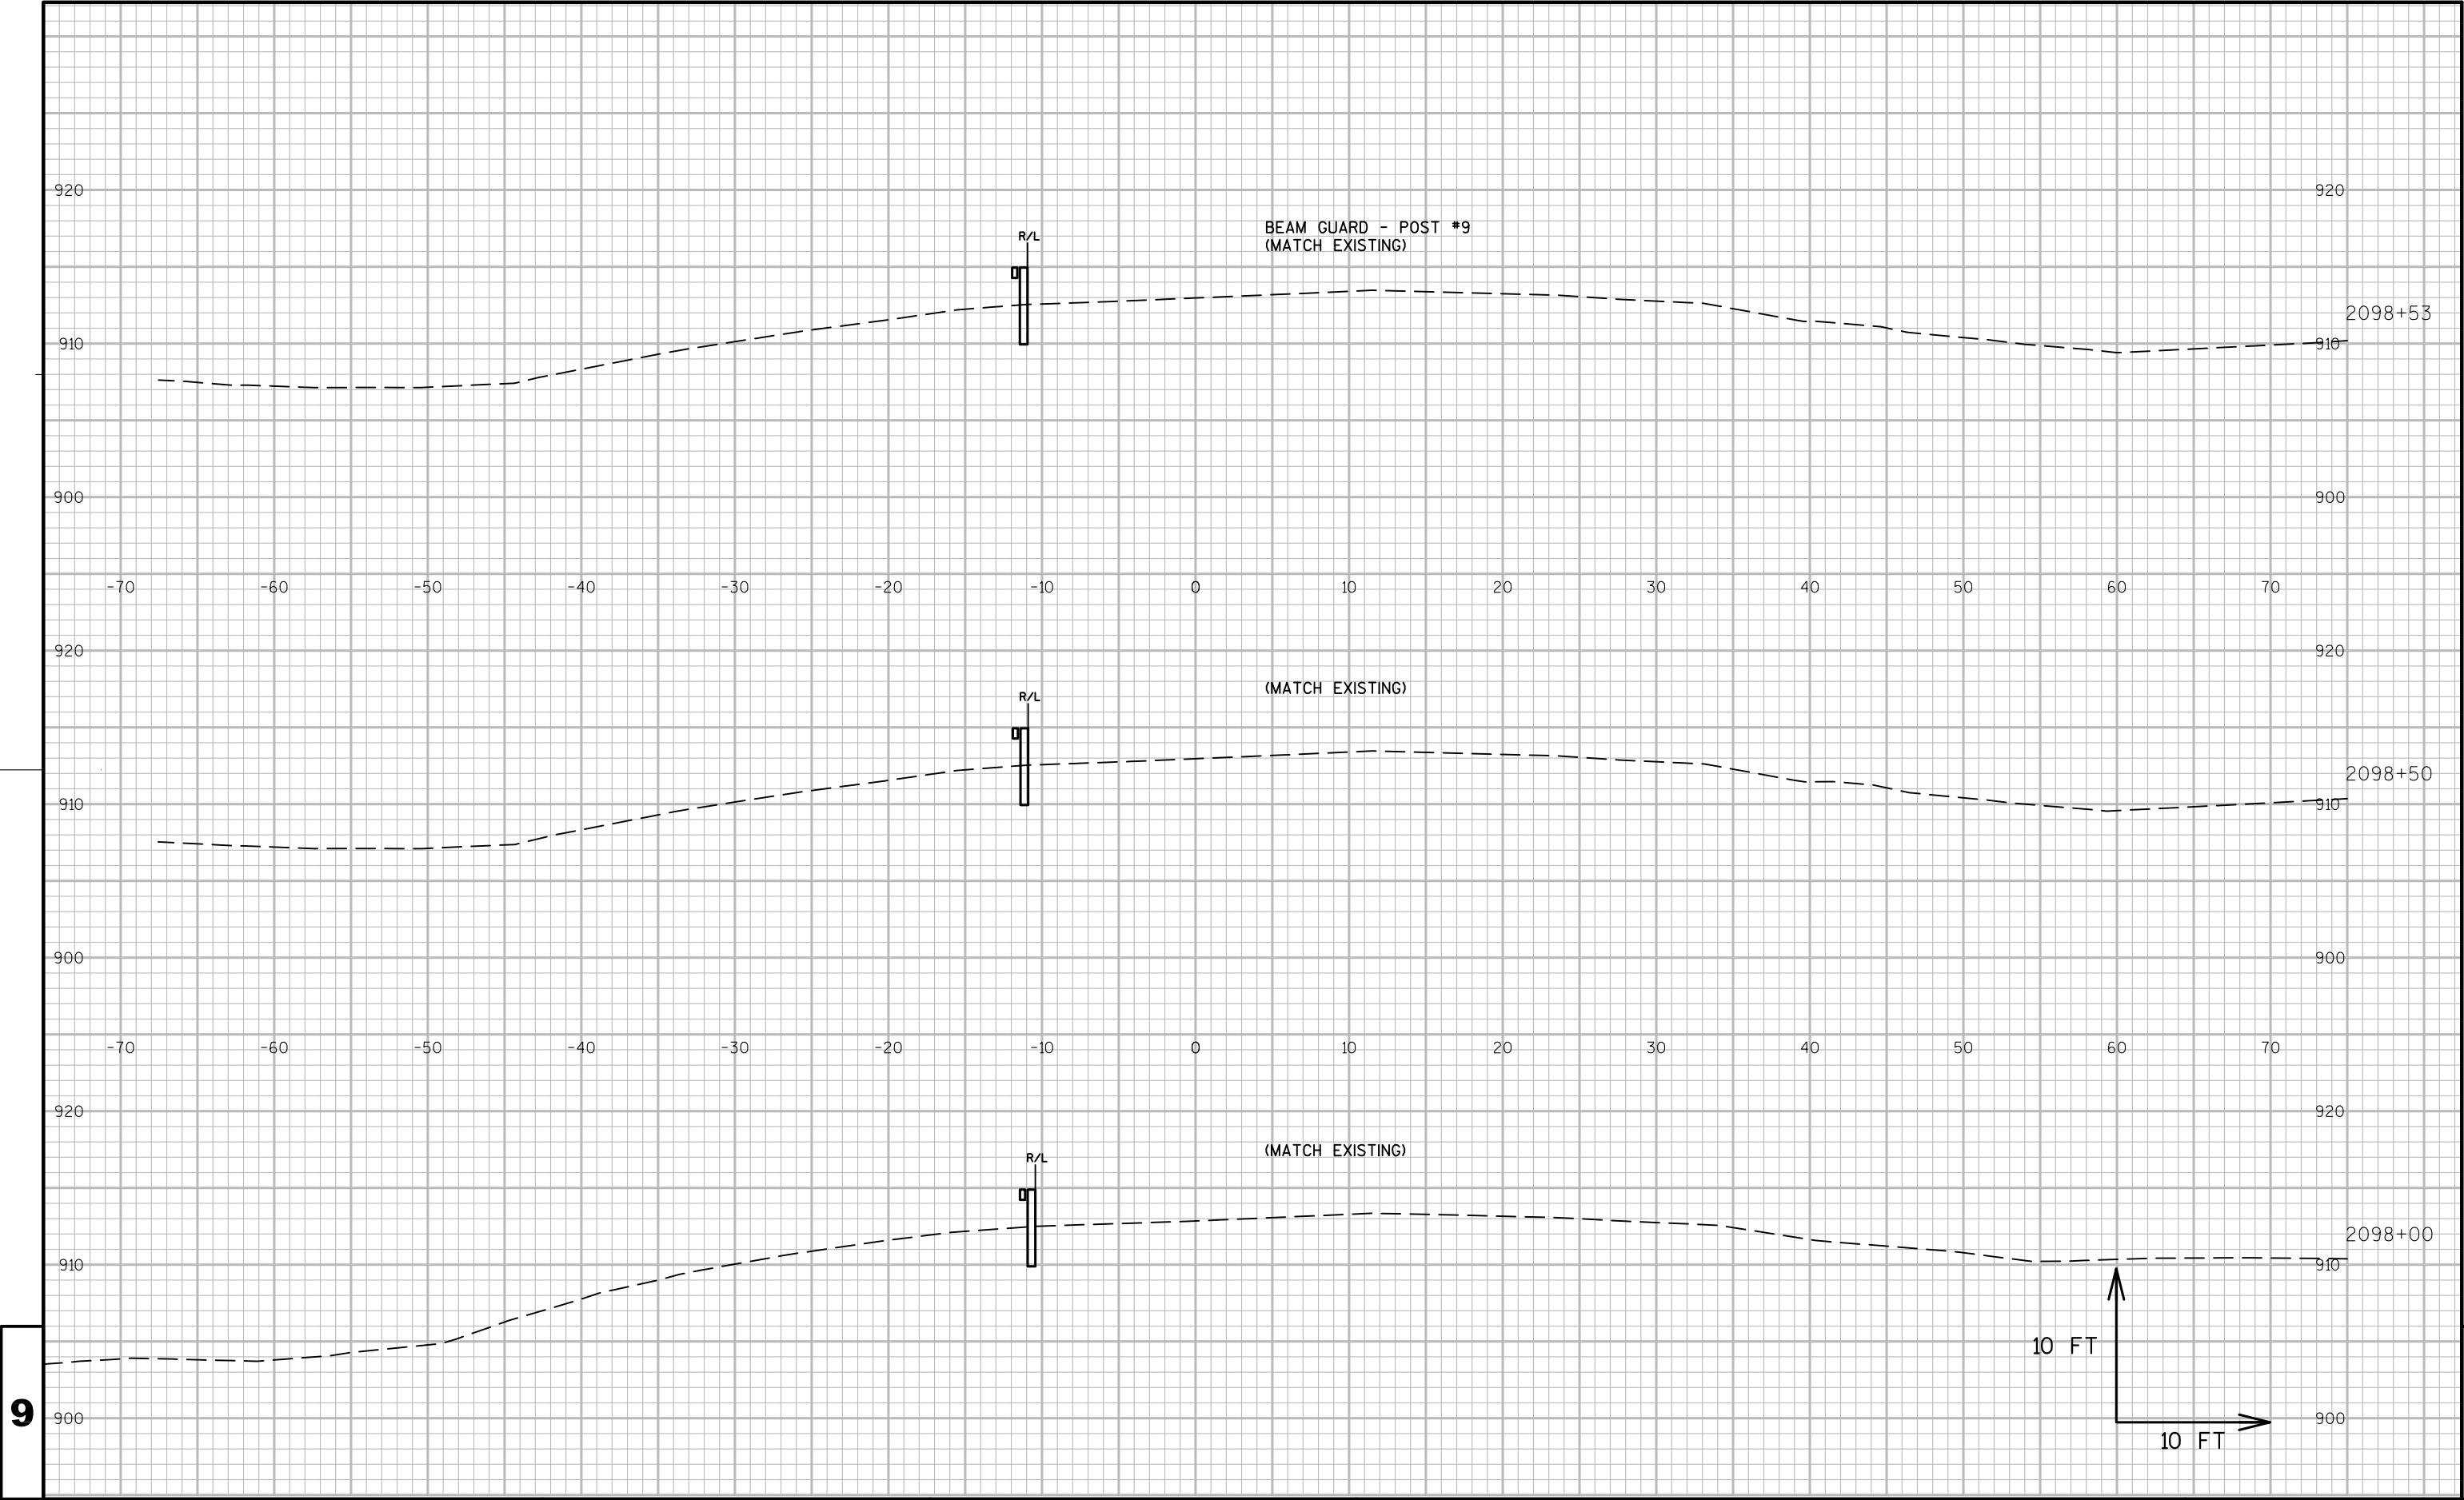 920 920
BEAM GUARD - POST #9
(MATCH EXISTING)
R/L
2098+53
910 910
900 900
-70 -60 -50 -40 -30 -20 -10 0 10 20 30 40 50 60 70
920 920
(MATCH EXISTING)
R/L
2098+50
910 910
900 900
-70 -60 -50 -40 -30 -20 -10 0 10 20 30 40 50 60 70
920 920
(MATCH EXISTING)
R/L
2098+00
910 910
10 FT
9
900 900
10 FT